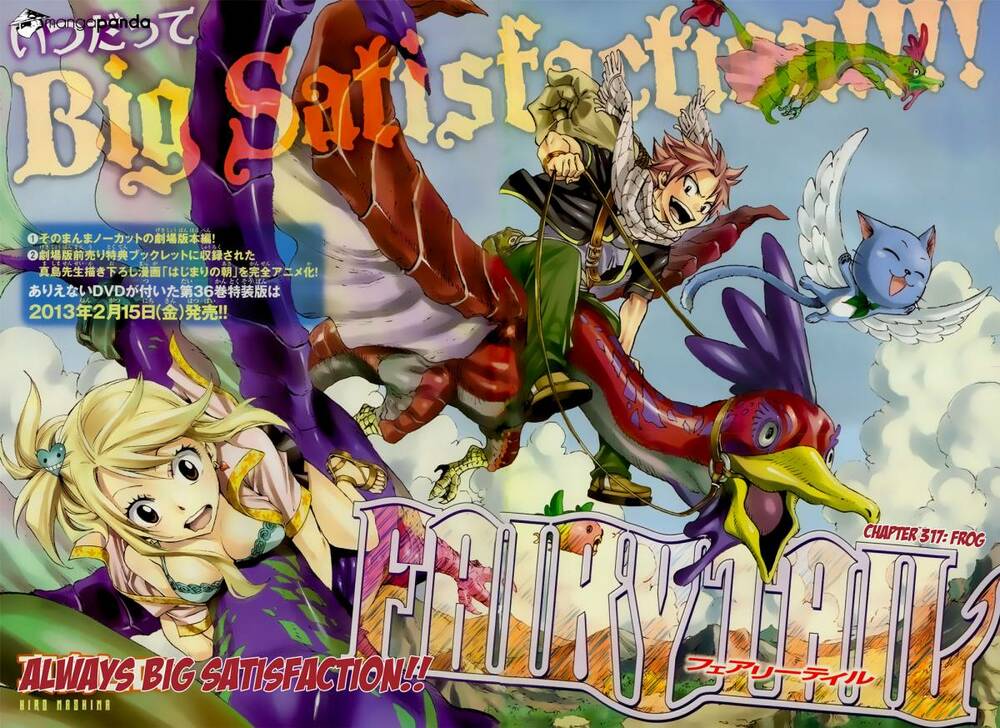 mangapanda
いつだって
Big Satisfaction!!!!
①そのまんまノーカットの劇場版本編!
②劇場版前売り特典ブックレットに収録された
真島先生描き下ろし漫画「はじまりの朝」を完全アニメ化!
ありえないDVDが付いた第36巻特装版は
2013年2月15日(金)発売!!
CHAPTER 317: FROG
FAIRY TAIL
フェアリーテイル
ALWAYS BIG SATISFACTION!!
HIRO MASHIMA